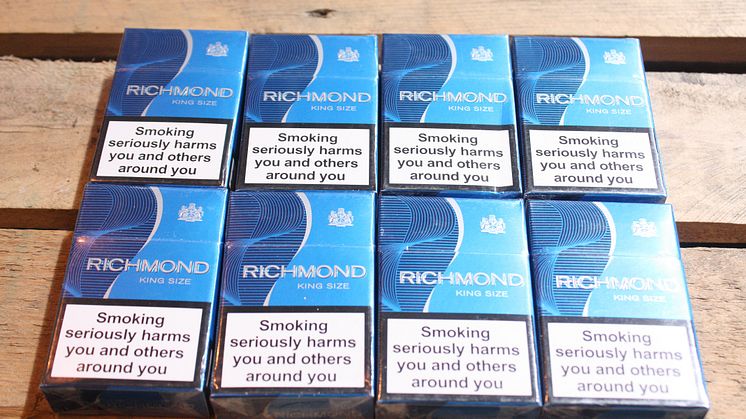 RICHMOND
KING SIZE
Smoking
seriously harms
you and others
around you
RICHMOND
KING SIZE
Smoking
seriously harms
you and others
around you
RICHMOND
KING SIZE
Smoking
seriously harms
you and others
around you
RICHMOND
KING SIZE
Smoking
seriously harms
you and others
around you
RICHMOND
KING SIZE
Smoking
seriously harms
you and others
around you
RICHMOND
KING SIZE
Smoking
seriously harms
you and others
around you
RICHMOND
KING SIZE
Smoking
seriously harms
you and others
around you
RICHMOND
KING SIZE
Smoking
seriously harms
you and others
around you